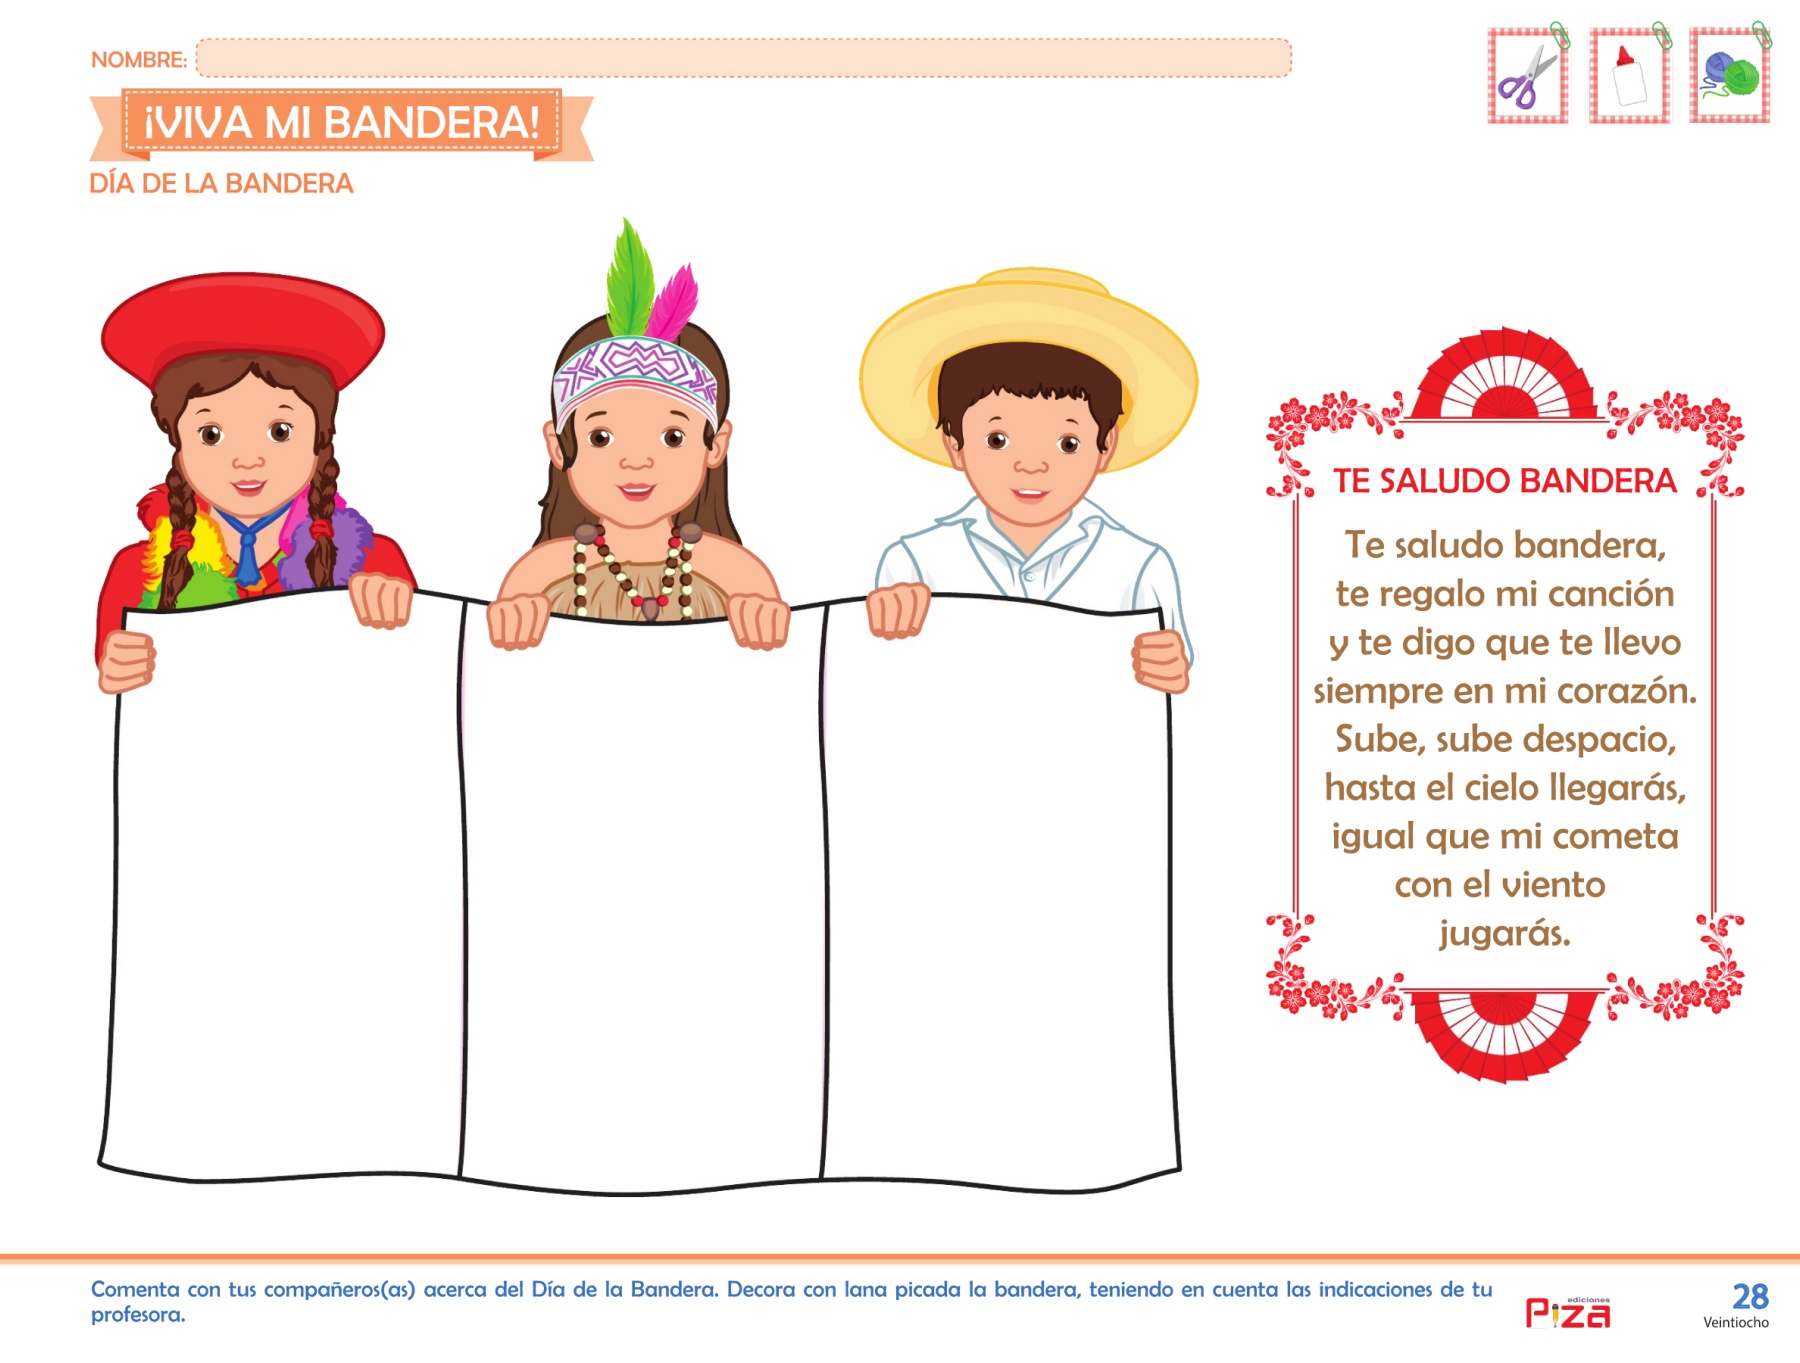 NOMBRE:
¡VIVA MI BANDERA!
DÍA DE LA BANDERA
TE SALUDO BANDERA
Te saludo bandera,
te regalo mi canción
y te digo que te llevo
siempre en mi corazón.
Sube, sube despacio,
hasta el cielo llegarás,
igual que mi cometa
con el viento
jugarás.
Comenta con tus compañeros(as) acerca del Día de la Bandera. Decora con lana picada la bandera, teniendo en cuenta las indicaciones de tu
profesora.
ediciones
Piza
28
Veintiocho